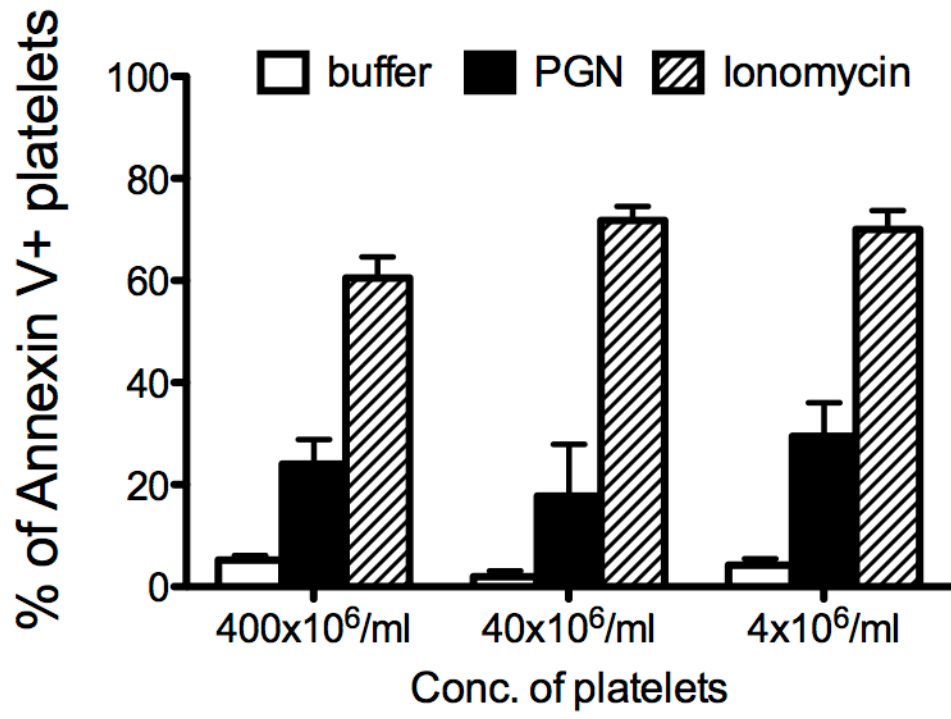 % of Annexin V+ platelets
buffer PGN Ionomycin
100
80
60
40
20
0
400x10⁶/ml 40x10⁶/ml 4x10⁶/ml
Conc. of platelets